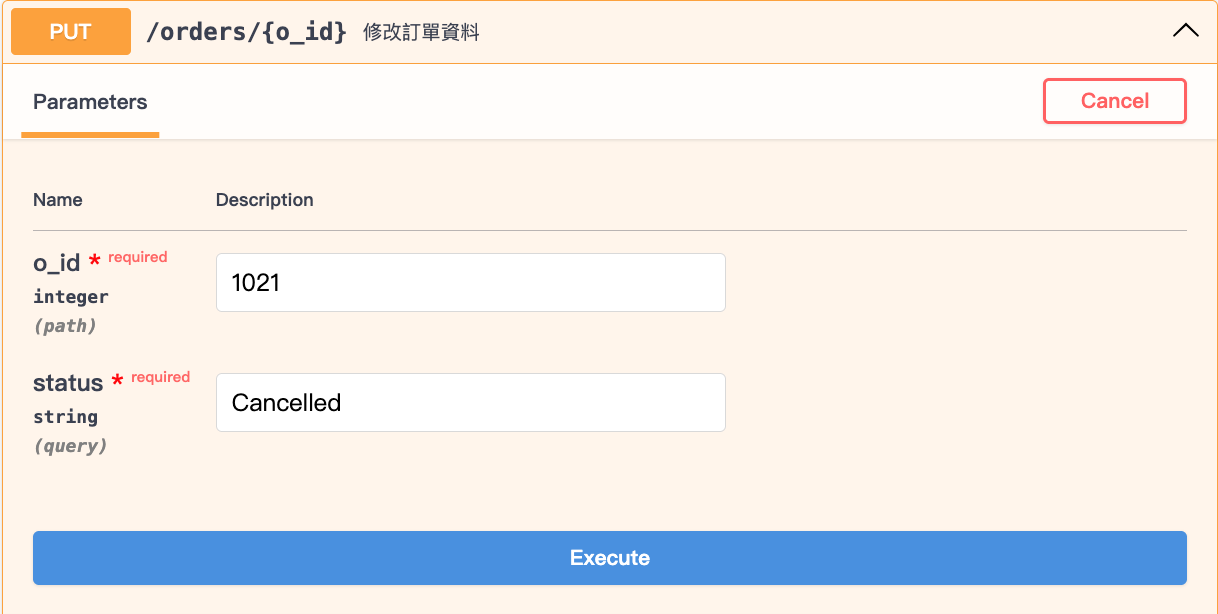 PUT /orders/{o_id} 修改訂單資料
Parameters Cancel
Name Description
o_id * required 1021
integer
(path)
status * required Cancelled
string
(query)
Execute